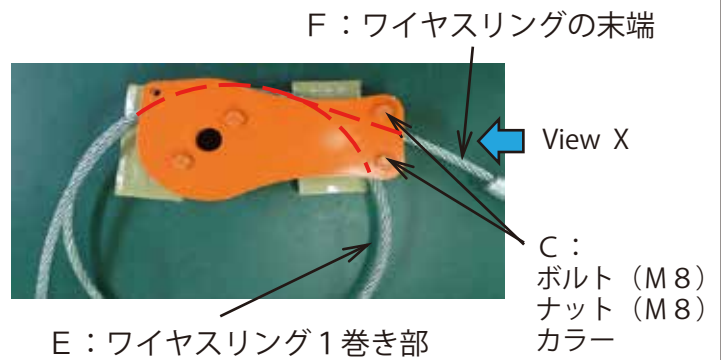 F：ワイヤスリングの末端
View X
C：
ボルト（M８）
ナット（M８）
カラー
E：ワイヤスリング１巻き部